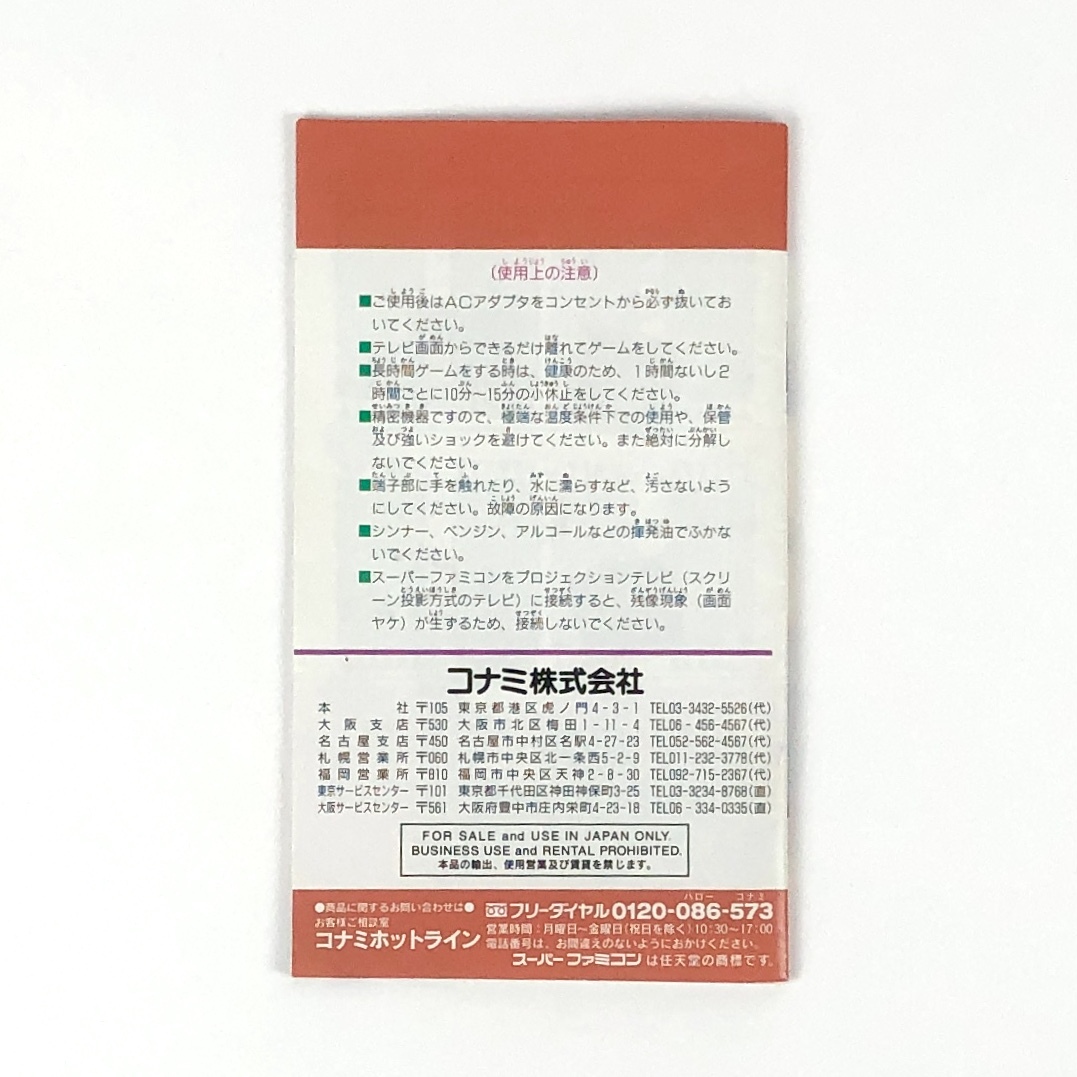 (使用上の注意)
■ご使用後はACアダプタをコンセントから必ず抜いてお
いてください。
■テレビ画面からできるだけ離れてゲームをしてください。
■長時間ゲームをする時は、健康のため、1時間ないし2
時間ごとに10分～15分の小休止をしてください。
■精密機器ですので、極端な温度条件下での使用や、保管
及び強いショックを避けてください。また絶対に分解し
ないでください。
■端子部に手を触れたり、水に濡らすなど、汚さないよう
にしてください。故障の原因になります。
■シンナー、ベンジン、アルコールなどの揮発油でふかな
いでください。
■スーパーファミコンをプロジェクションテレビ(スクリ
ーン投影方式のテレビ)に接続すると、残像現象(画面
ヤケ)が生ずるため、接続しないでください。
コナミ株式会社
本社 〒105 東京都港区虎ノ門4-3-1 TEL03-3432-5526(代)
大阪支店 〒530 大阪市北区梅田1-11-4 TEL06-456-4567(代)
名古屋支店 〒450 名古屋市中村区名駅4-27-23 TEL052-562-4567(代)
札幌営業所 〒060 札幌市中央区北一条西5-2-9 TEL011-232-3778(代)
福岡営業所 〒810 福岡市中央区天神2-8-30 TEL092-715-2367(代)
東京サービスセンター 〒101 東京都千代田区神田神保町3-25 TEL03-3234-8768(直)
大阪サービスセンター 〒561 大阪府豊中市庄内栄町4-23-18 TEL06-334-0335(直)
FOR SALE and USE IN JAPAN ONLY.
BUSINESS USE and RENTAL PROHIBITED.
本品の輸出、使用営業及び賃貸を禁じます。
●商品に関するお問い合わせは●
お客様ご相談室
コナミホットライン
ハロー コナミ
フリーダイヤル0120-086-573
営業時間：月曜日～金曜日(祝日を除く)10:30～17:00
電話番号は、お間違えのないようにおかけください。
スーパーファミコンは任天堂の商標です。